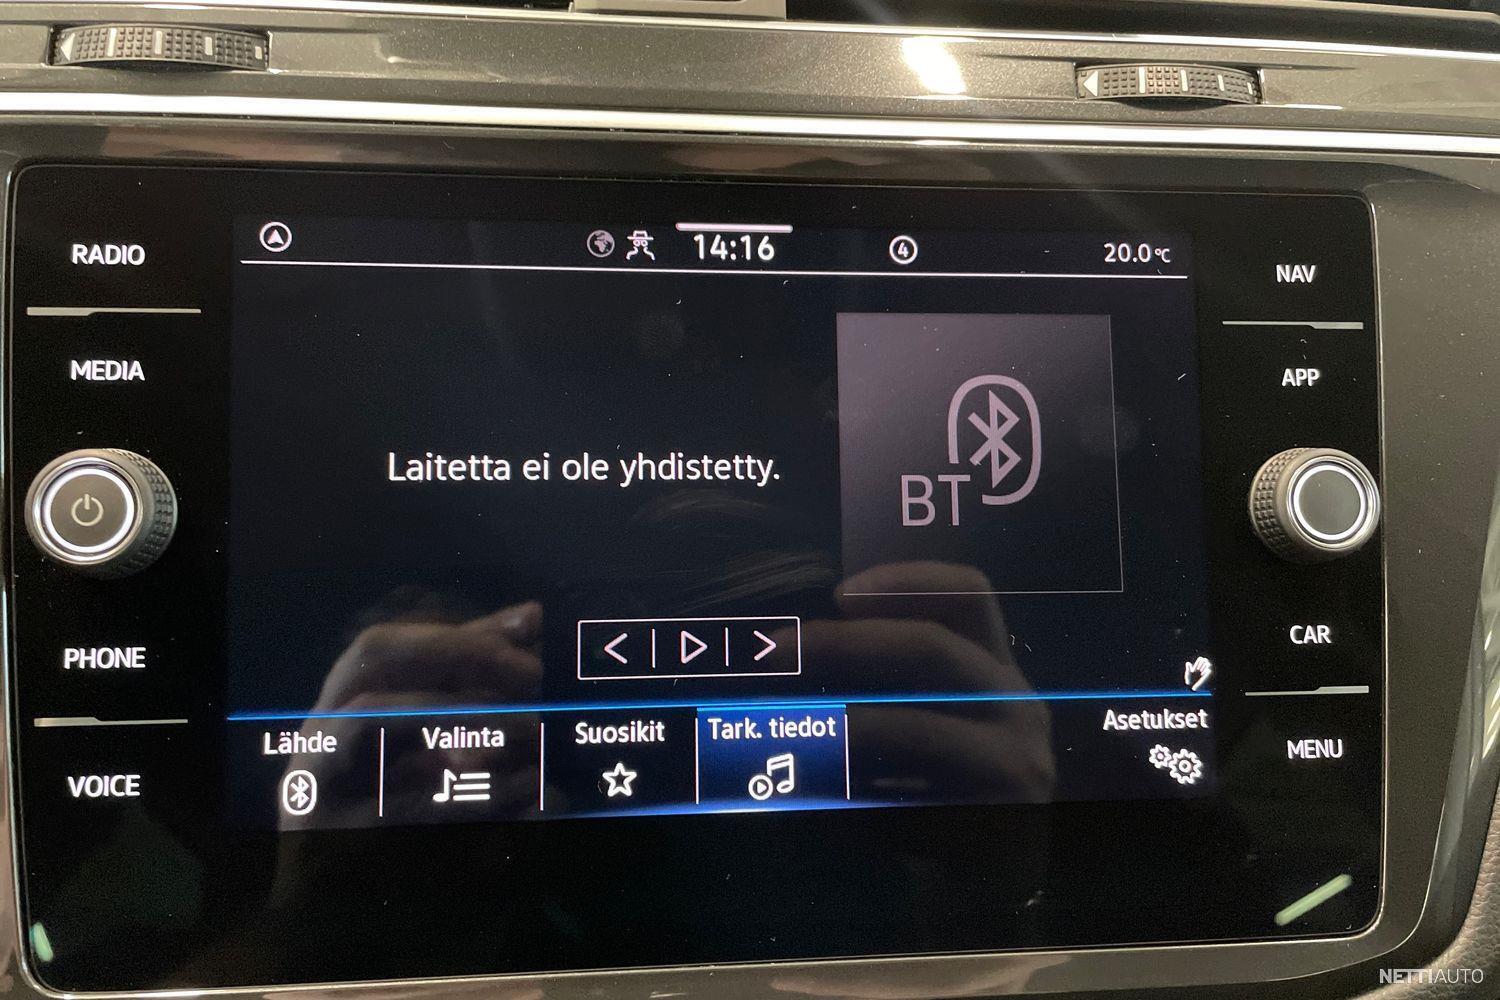 RADIO
MEDIA
PHONE
VOICE
14:16
4
20.0°C
Laitetta ei ole yhdistetty.
BT
Lähde
Valinta
Suosikit
Tark. tiedot
Asetukset
NAV
APP
CAR
MENU
NETTIAUTO